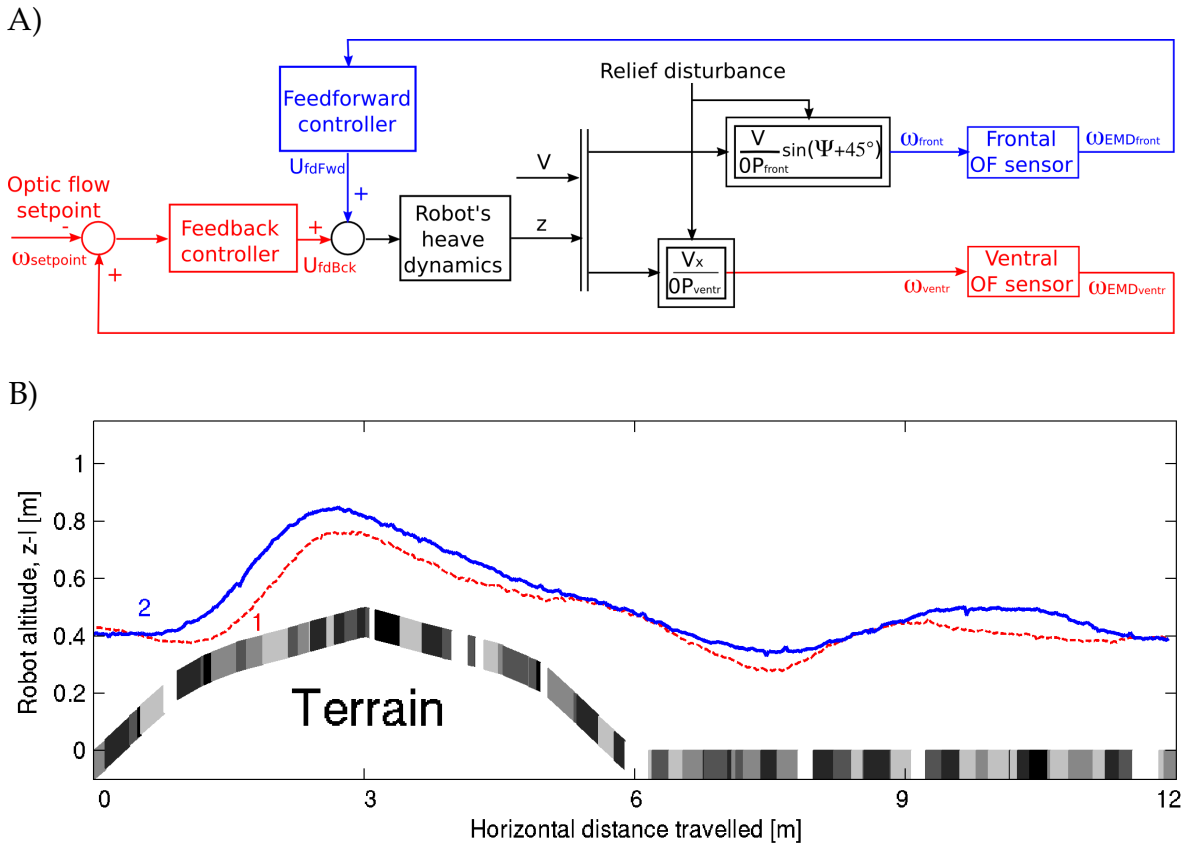 A)
Feedforward
controller
Relief disturbance
V
0Pfront
sin(Ψ+45°)
ωfront
Frontal
OF sensor
ωEMDfront
UfdFwd
+
V
Optic flow
setpoint
-
ωsetpoint
+
Feedback
controller
+
UfdBck
Robot's
heave
dynamics
z
Vx
0Pventr
ωventr
Ventral
OF sensor
ωEMDventr
B)
Robot altitude, z-l [m]
1
0.8
0.6
0.4
0.2
0
2
1
Terrain
0 3 6 9 12
Horizontal distance travelled [m]